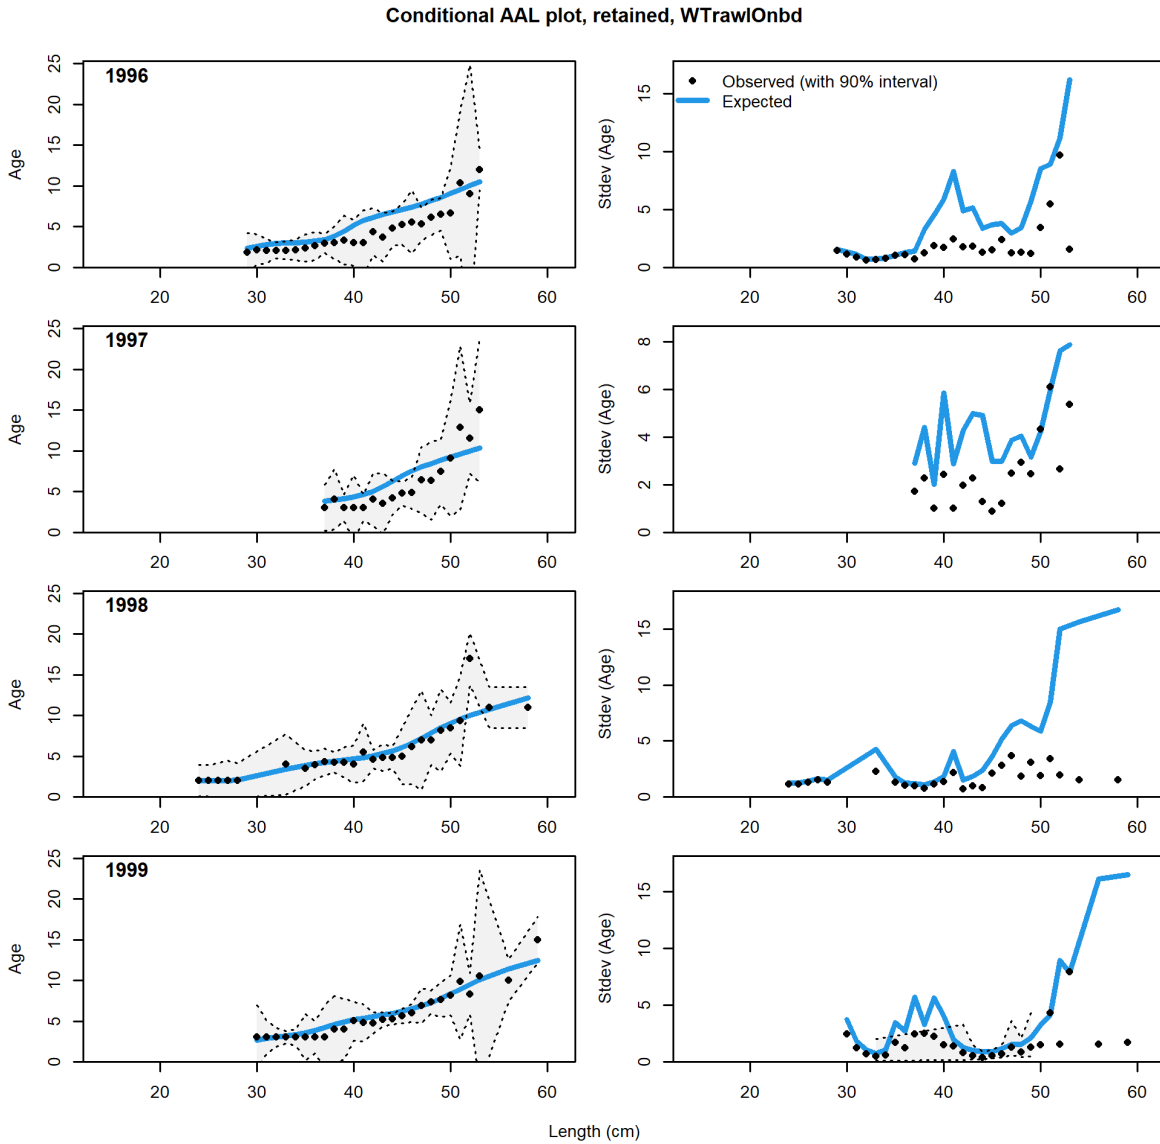 Conditional AAL plot, retained, WTrawlOnbd
1996
Age
0 5 10 15 20 25
20 30 40 50 60
Observed (with 90% interval)
Expected
Stdev (Age)
0 5 10 15
20 30 40 50 60
1997
Age
0 5 10 15 20 25
20 30 40 50 60
Stdev (Age)
0 2 4 6 8
20 30 40 50 60
1998
Age
0 5 10 15 20 25
20 30 40 50 60
Stdev (Age)
0 5 10 15
20 30 40 50 60
1999
Age
0 5 10 15 20 25
20 30 40 50 60
Stdev (Age)
0 5 10 15
20 30 40 50 60
Length (cm)